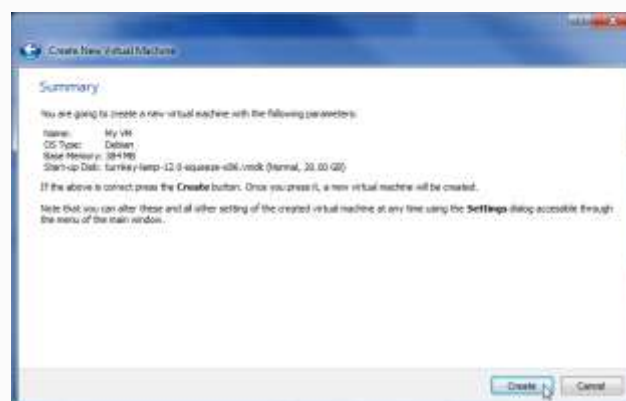 Create New Virtual Machine
Summary
You are going to create a new virtual machine with the following parameters:
Name: My VM
OS Type: Debian
Base Memory: 384 MB
Start-up Disk: turnkey-lamp-12.0-squeeze-x86.vmdk (Normal, 20.00 GB)
If the above is correct press the Create button. Once you press it, a new virtual machine will be created.
Note that you can alter these and all other setting of the created virtual machine at any time using the Settings dialog accessible through
the menu of the main window.
Create Cancel